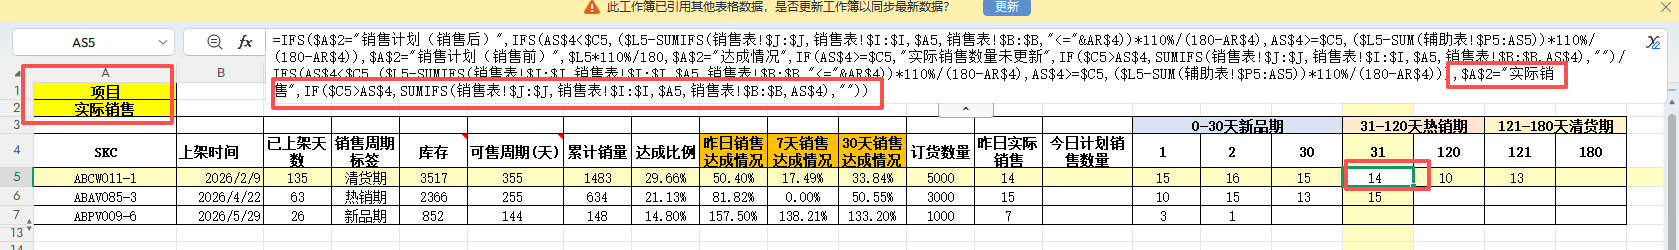 此工作簿已引用其他表格数据，是否更新工作簿以同步最新数据？ 更新
AS5
=IFS($A$2="销售计划（销售后）",IFS(AS$4<$C5,($L5-SUMIFS(销售表!$J:$J,销售表!$I:$I,$A5,销售表!$B:$B,"<="&AR$4))*110%/(180-AR$4),AS$4>=$C5,($L5-SUM(辅助表!$P5:AS5))*110%/
(180-AR$4)),$A$2="销售计划（销售前）",$L5*110%/180,$A$2="达成情况",IF(AS$4>=$C5,"实际销售数量未更新",IF($C5>AS$4,SUMIFS(销售表!$J:$J,销售表!$I:$I,$A5,销售表!$B:$B,AS$4),""))/
IFS(AS$4<$C5,($L5-SUMIFS(销售表!$J:$J,销售表!$I:$I,$A5,销售表!$B:$B,"<="&AR$4))*110%/(180-AR$4),AS$4>=$C5,($L5-SUM(辅助表!$P5:AS5))*110%/(180-AR$4)),$A$2="实际销
售",IF($C5>AS$4,SUMIFS(销售表!$J:$J,销售表!$I:$I,$A5,销售表!$B:$B,AS$4),""))
A B
1 项目
2 实际销售
3 0-30天新品期 31-120天热销期 121-180天清货期
4 SKC 上架时间 已上架天数 销售周期标签 库存 可售周期(天) 累计销量 达成比例 昨日销售达成情况 7天销售达成情况 30天销售达成情况 订货数量 昨日实际销售 今日计划销售数量 1 2 30 31 120 121 180
5 ABCW011-1 2026/2/9 135 清货期 3517 355 1483 29.66% 50.40% 17.49% 33.84% 5000 14 15 16 15 14 10 13
6 ABAV085-3 2026/4/22 63 热销期 2366 255 634 21.13% 81.82% 0.00% 50.55% 3000 15 10 15 13 15
7 ABPV009-6 2026/5/29 26 新品期 852 144 148 14.80% 157.50% 138.21% 133.20% 1000 7 3 1
13